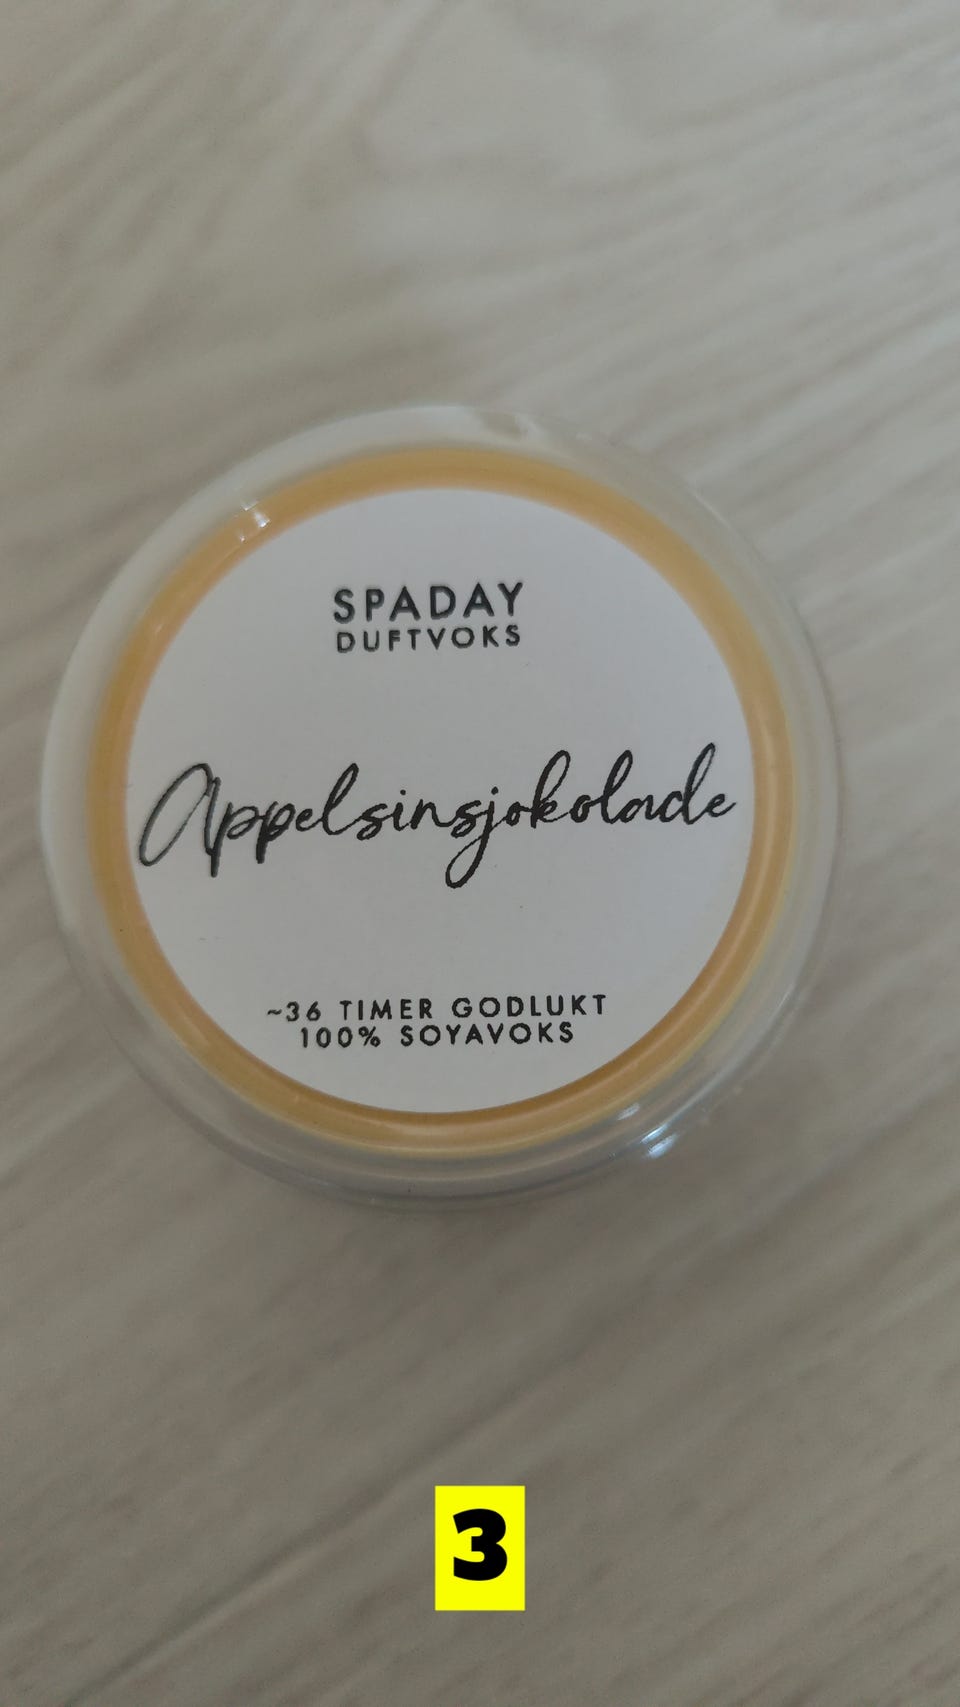 SPADAY
DUFTVOKS
Appelsinsjokolade
~36 TIMER GODLUKT
100% SOYAVOKS
3